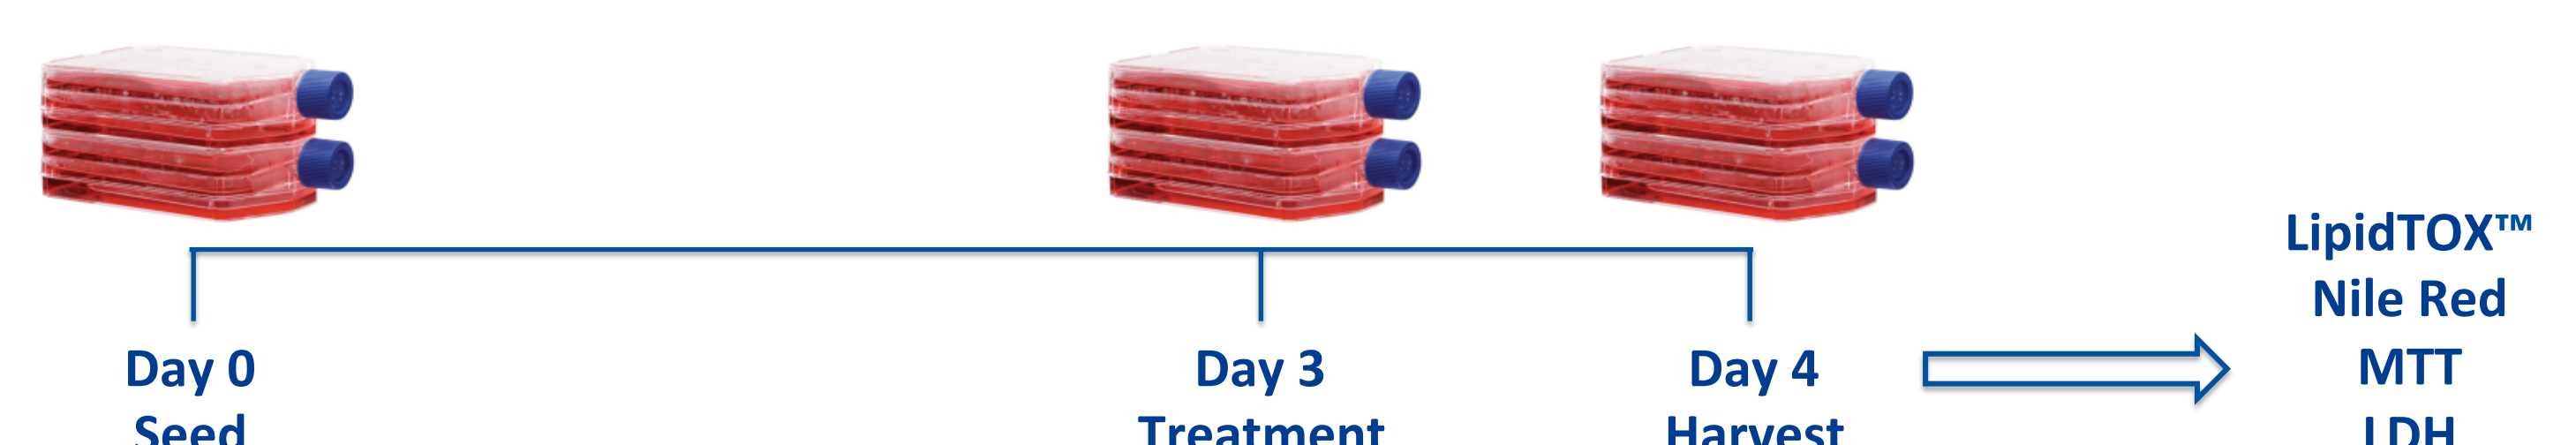 Day 0
Seed
Day 3
Treatment
Day 4
Harvest
LipidTOX™
Nile Red
MTT
LDH